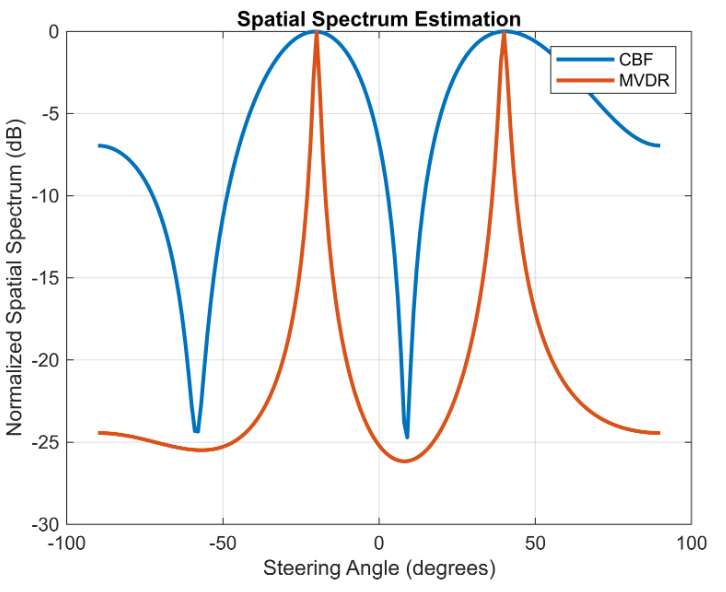 Spatial Spectrum Estimation
CBF
MVDR
0
-5
-10
-15
-20
-25
-30
-100
-50
0
50
100
Normalized Spatial Spectrum (dB)
Steering Angle (degrees)